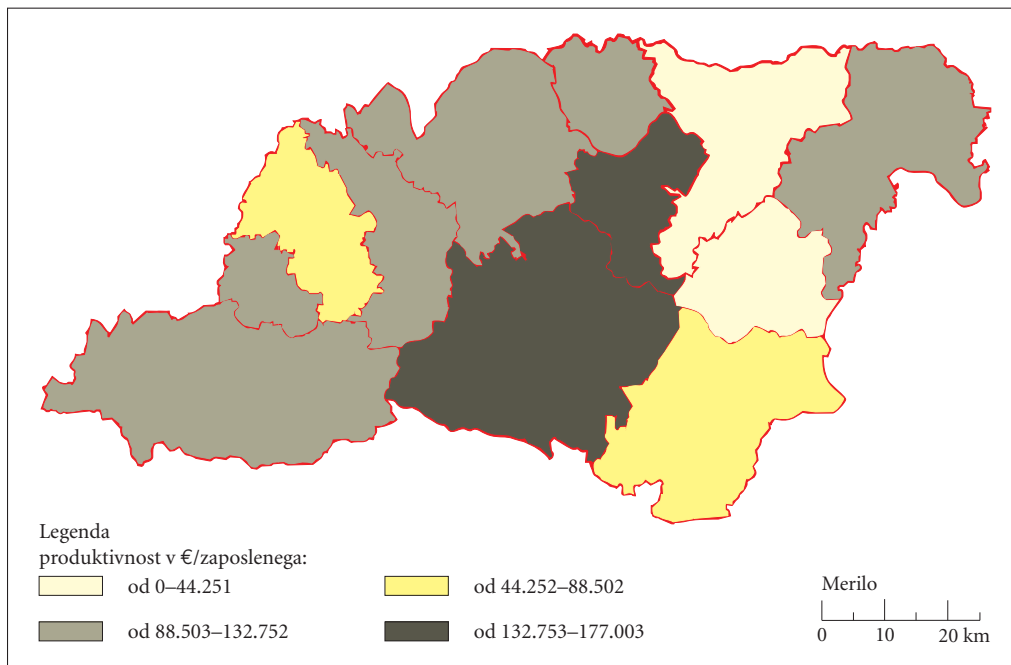 Legenda
produktivnost v €/zaposlenega:
od 0–44.251
od 44.252–88.502
od 88.503–132.752
od 132.753–177.003
Merilo
0 10 20 km